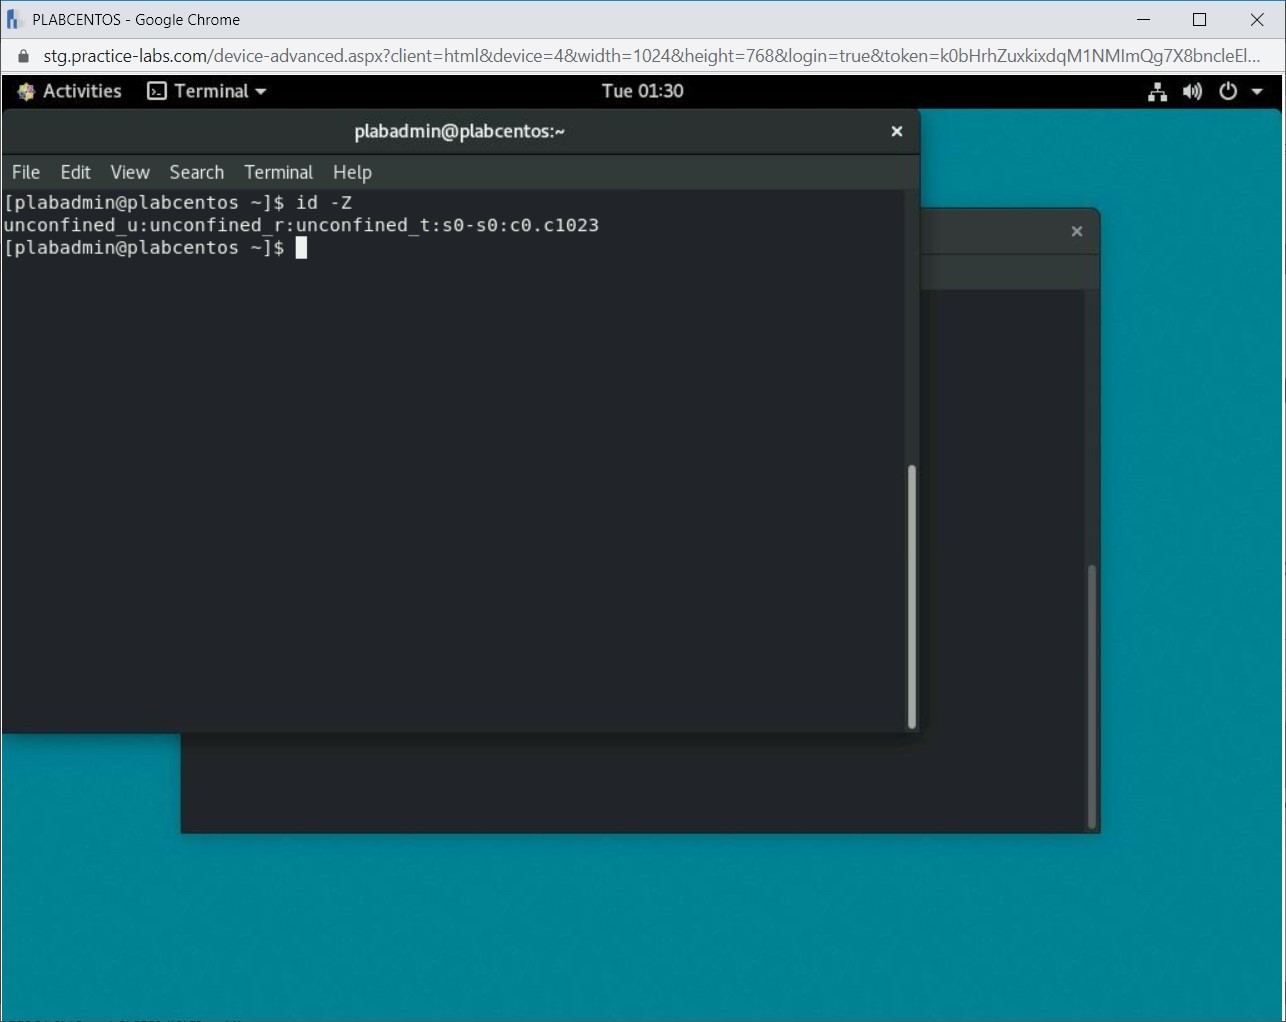 PLABCENTOS - Google Chrome
stg.practice-labs.com/device-advanced.aspx?client=html&device=4&width=1024&height=768&login=true&token=k0bHrhZuxkixdqM1NMImQg7X8bncleEl...
Activities Terminal Tue 01:30
plabadmin@plabcentos:~
File Edit View Search Terminal Help
[plabadmin@plabcentos ~]$ id -Z
unconfined_u:unconfined_r:unconfined_t:s0-s0:c0.c1023
[plabadmin@plabcentos ~]$